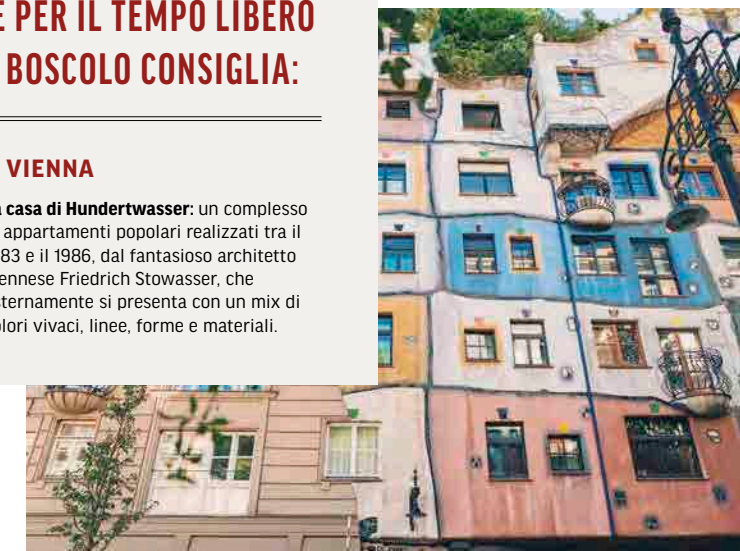 E PER IL TEMPO LIBERO
BOSCOLO CONSIGLIA:
VIENNA
a casa di Hundertwasser: un complesso
appartamenti popolari realizzati tra il
83 e il 1986, dal fantasioso architetto
ennese Friedrich Stowasser, che
sternamente si presenta con un mix di
lori vivaci, linee, forme e materiali.